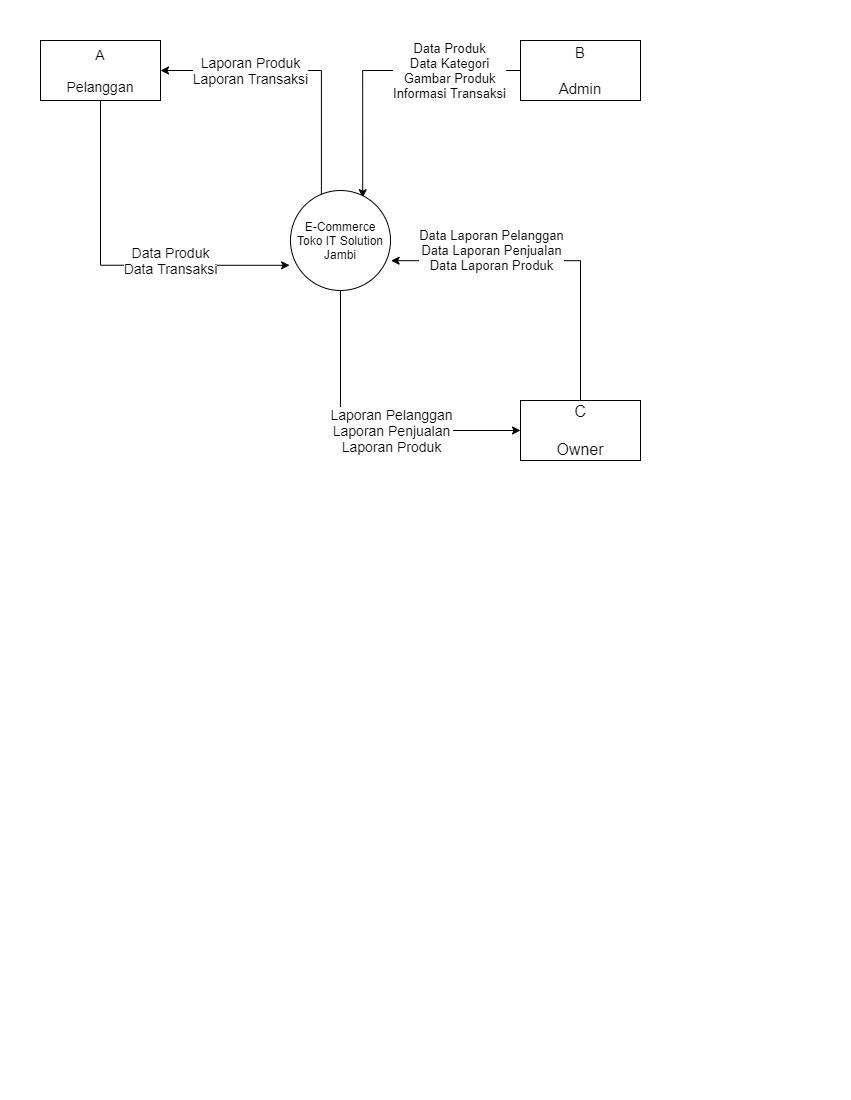 A
Pelanggan
Laporan Produk
Laporan Transaksi
Data Produk
Data Kategori
Gambar Produk
Informasi Transaksi
B
Admin
E-Commerce
Toko IT Solution
Jambi
Data Produk
Data Transaksi
Data Laporan Pelanggan
Data Laporan Penjualan
Data Laporan Produk
Laporan Pelanggan
Laporan Penjualan
Laporan Produk
C
Owner